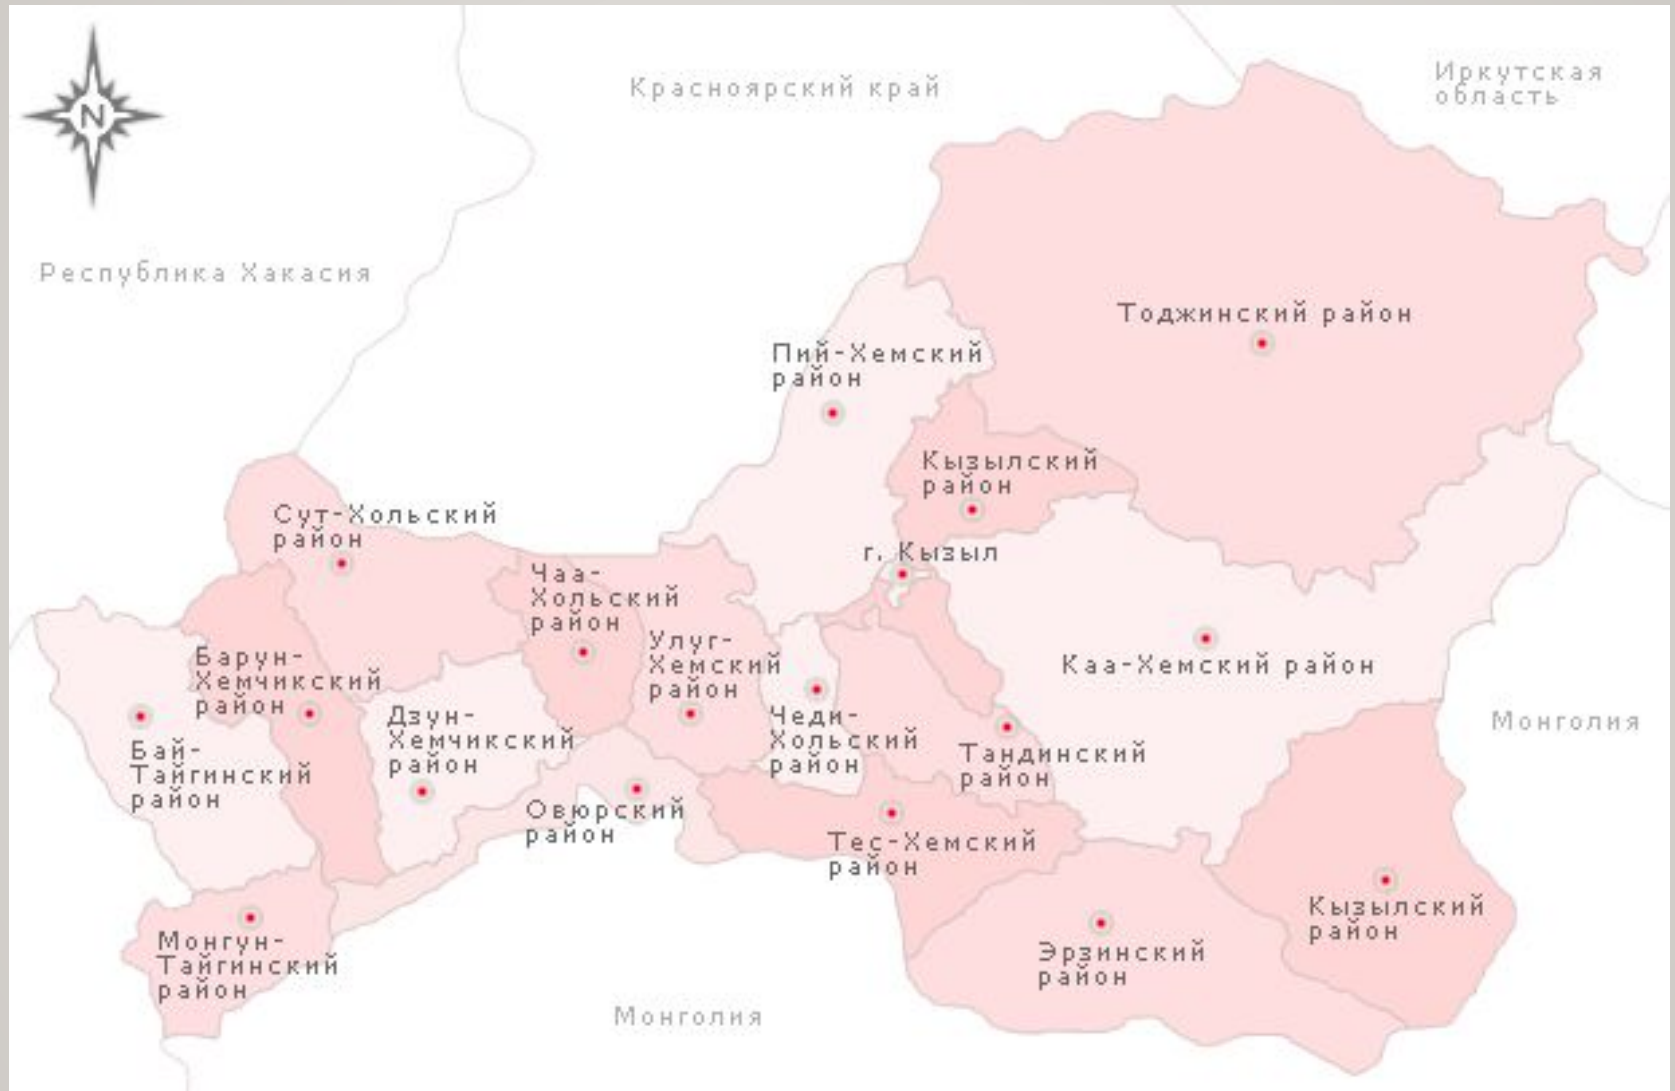 N
Красноярский край
Иркутская
область
Республика Хакасия
Тоджинский район
Пий-Хемский
район
Кызылский
район
Сут-Хольский
район
г. Кызыл
Чаа-
Хольский
район
Улуг-
Хемский
район
Каа-Хемский район
Барун-
Хемчикский
район
Дзун-
Хемчикский
район
Чеди-
Хольский
район
Монголия
Бай-
Тайгинский
район
Тандинский
район
Овюрский
район
Тес-Хемский
район
Кызылский
район
Монгун-
Тайгинский
район
Эрзинский
район
Монголия